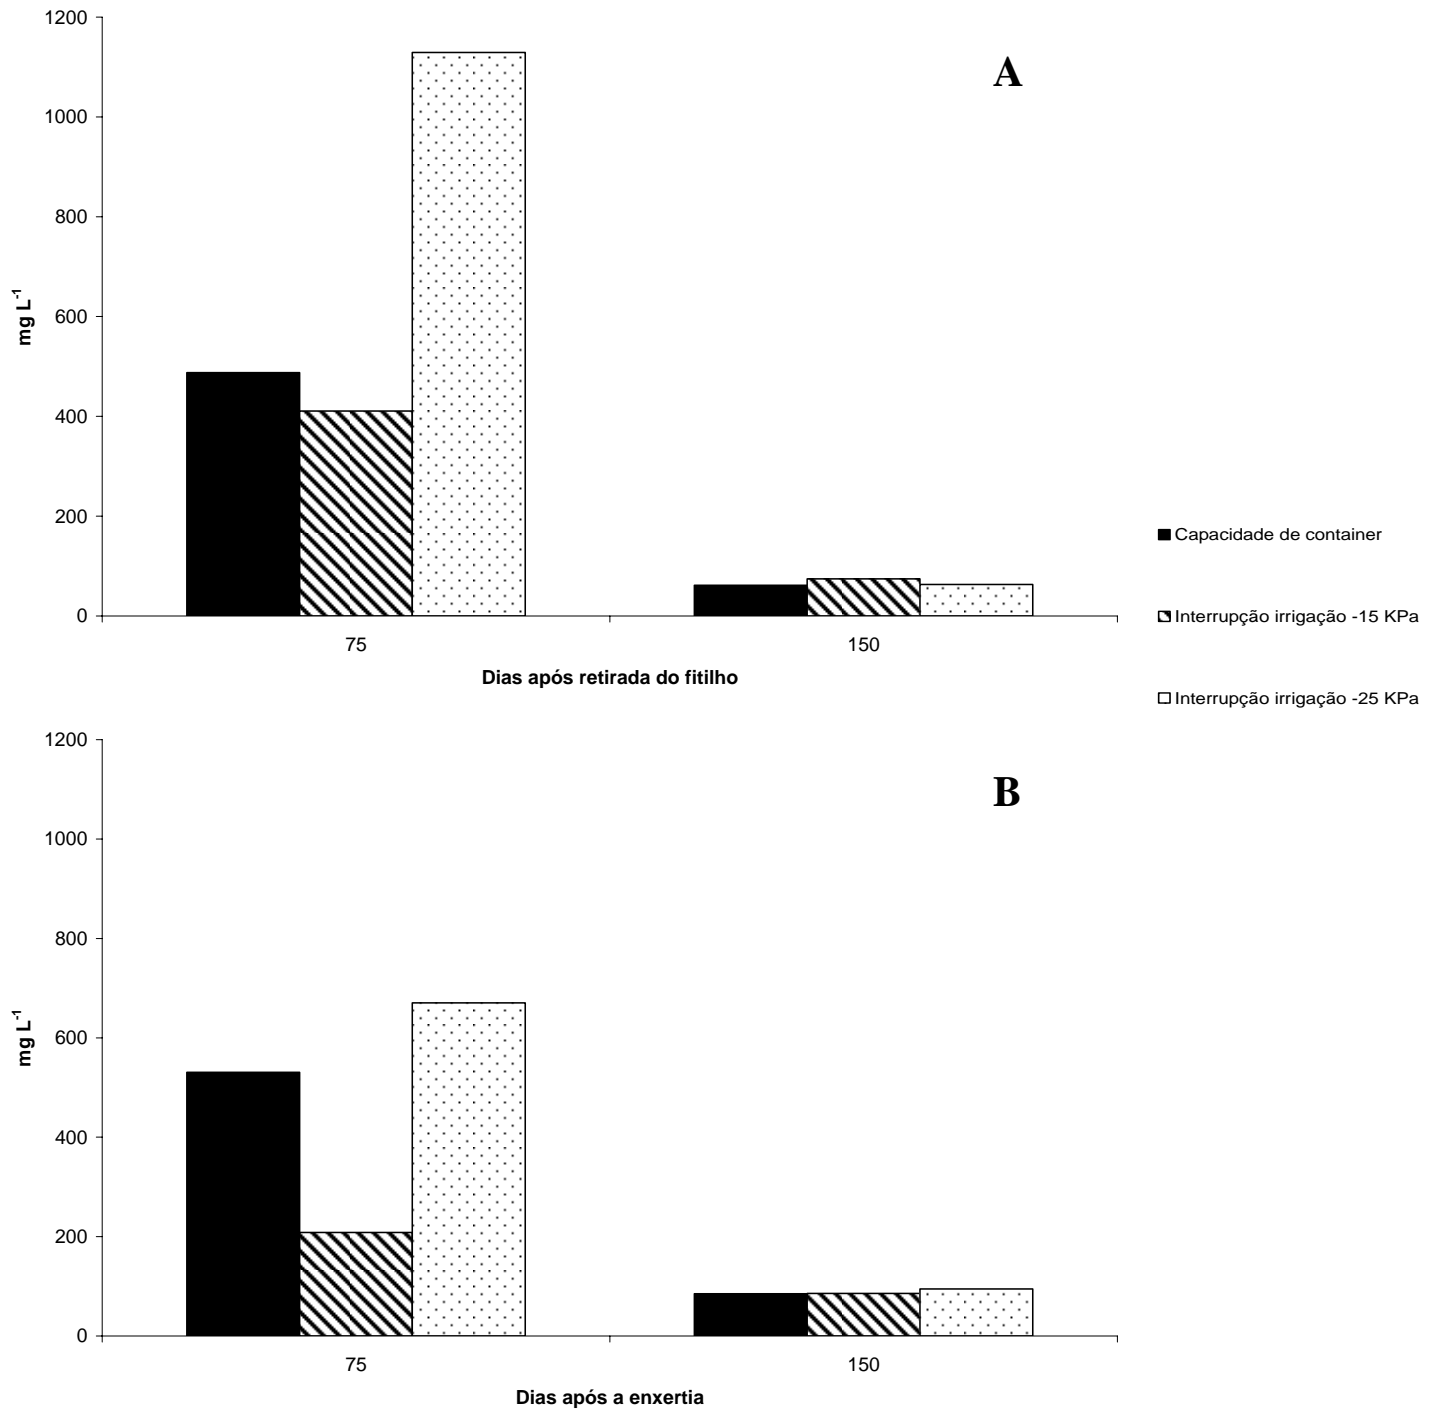 1200
A
1000
800
600
400
200
0
mg L⁻¹
75
150
Dias após retirada do fitilho
Capacidade de container
Interrupção irrigação -15 KPa
Interrupção irrigação -25 KPa
1200
B
1000
800
600
400
200
0
mg L⁻¹
75
150
Dias após a enxertia